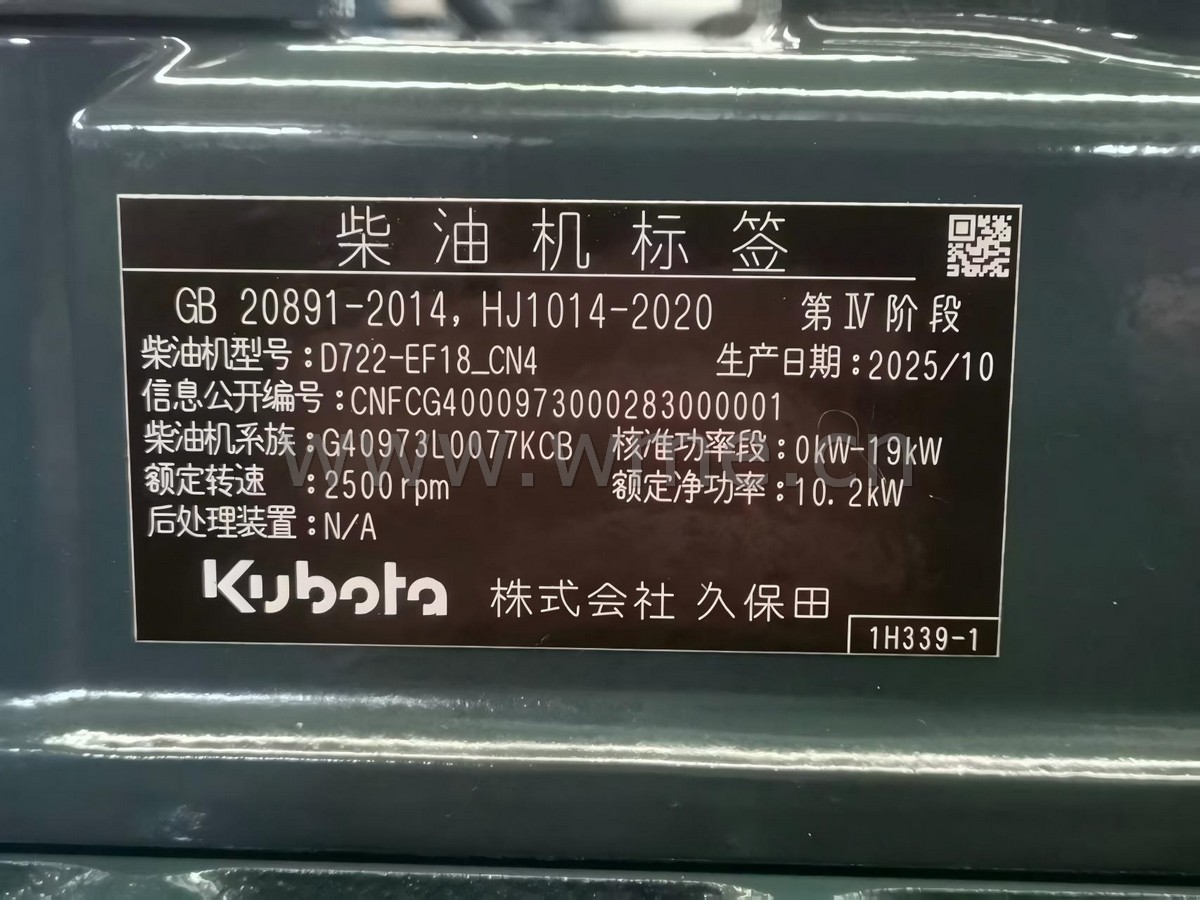 柴油机标签
GB 20891-2014, HJ1014-2020 第Ⅳ阶段
柴油机型号:D722-EF18_CN4 生产日期:2025/10
信息公开编号:CNFCG4000973000283000001
柴油机系族:G40973L0077KCB 核准功率段:0kW-19kW
额定转速 :2500rpm 额定净功率:10.2kW
后处理装置:N/A
Kubota 株式会社 久保田
1H339-1
www.wme.cn